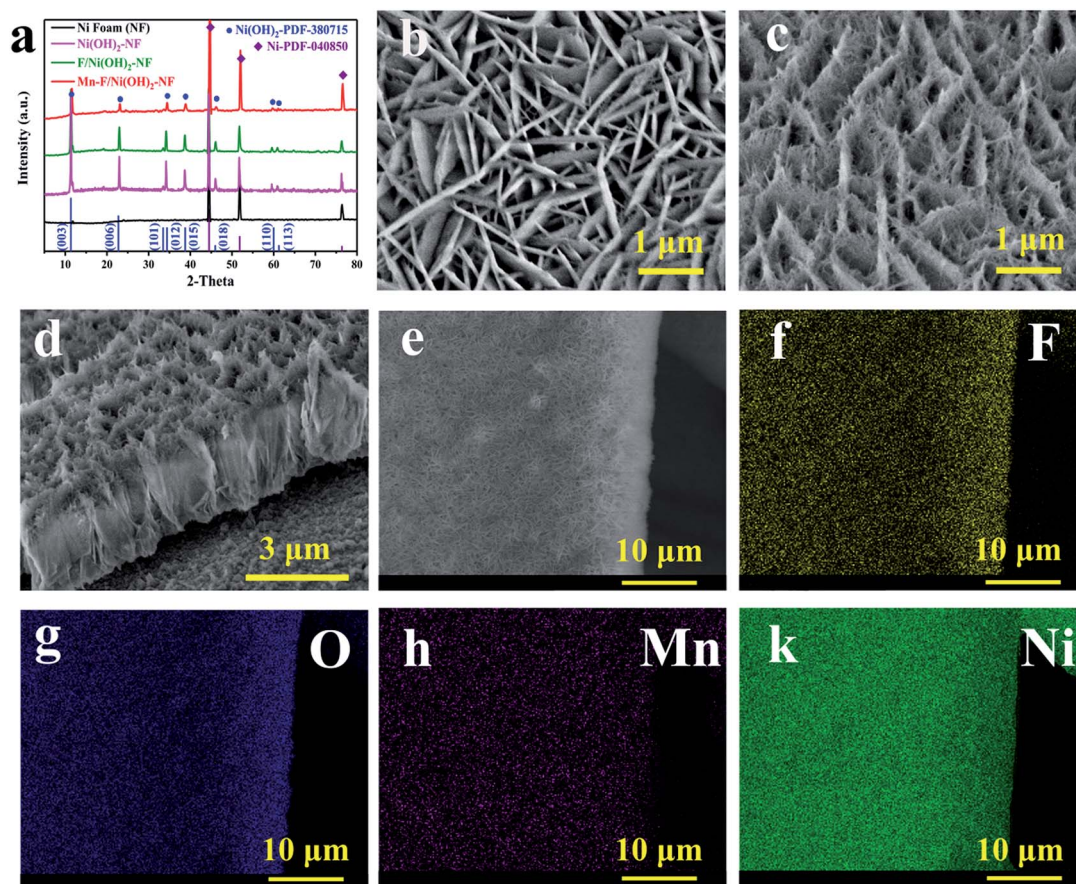 a
Ni Foam (NF)
Ni(OH)₂-NF
F/Ni(OH)₂-NF
Mn-F/Ni(OH)₂-NF
Ni(OH)₂-PDF-380715
Ni-PDF-040850
Intensity (a.u.)
(003)
(006)
(101)
(012)
(015)
(018)
(110)
(113)
10 20 30 40 50 60 70 80
2-Theta
b
1 μm
c
1 μm
d
3 μm
e
10 μm
f
F
10 μm
g
O
10 μm
h
Mn
10 μm
k
Ni
10 μm